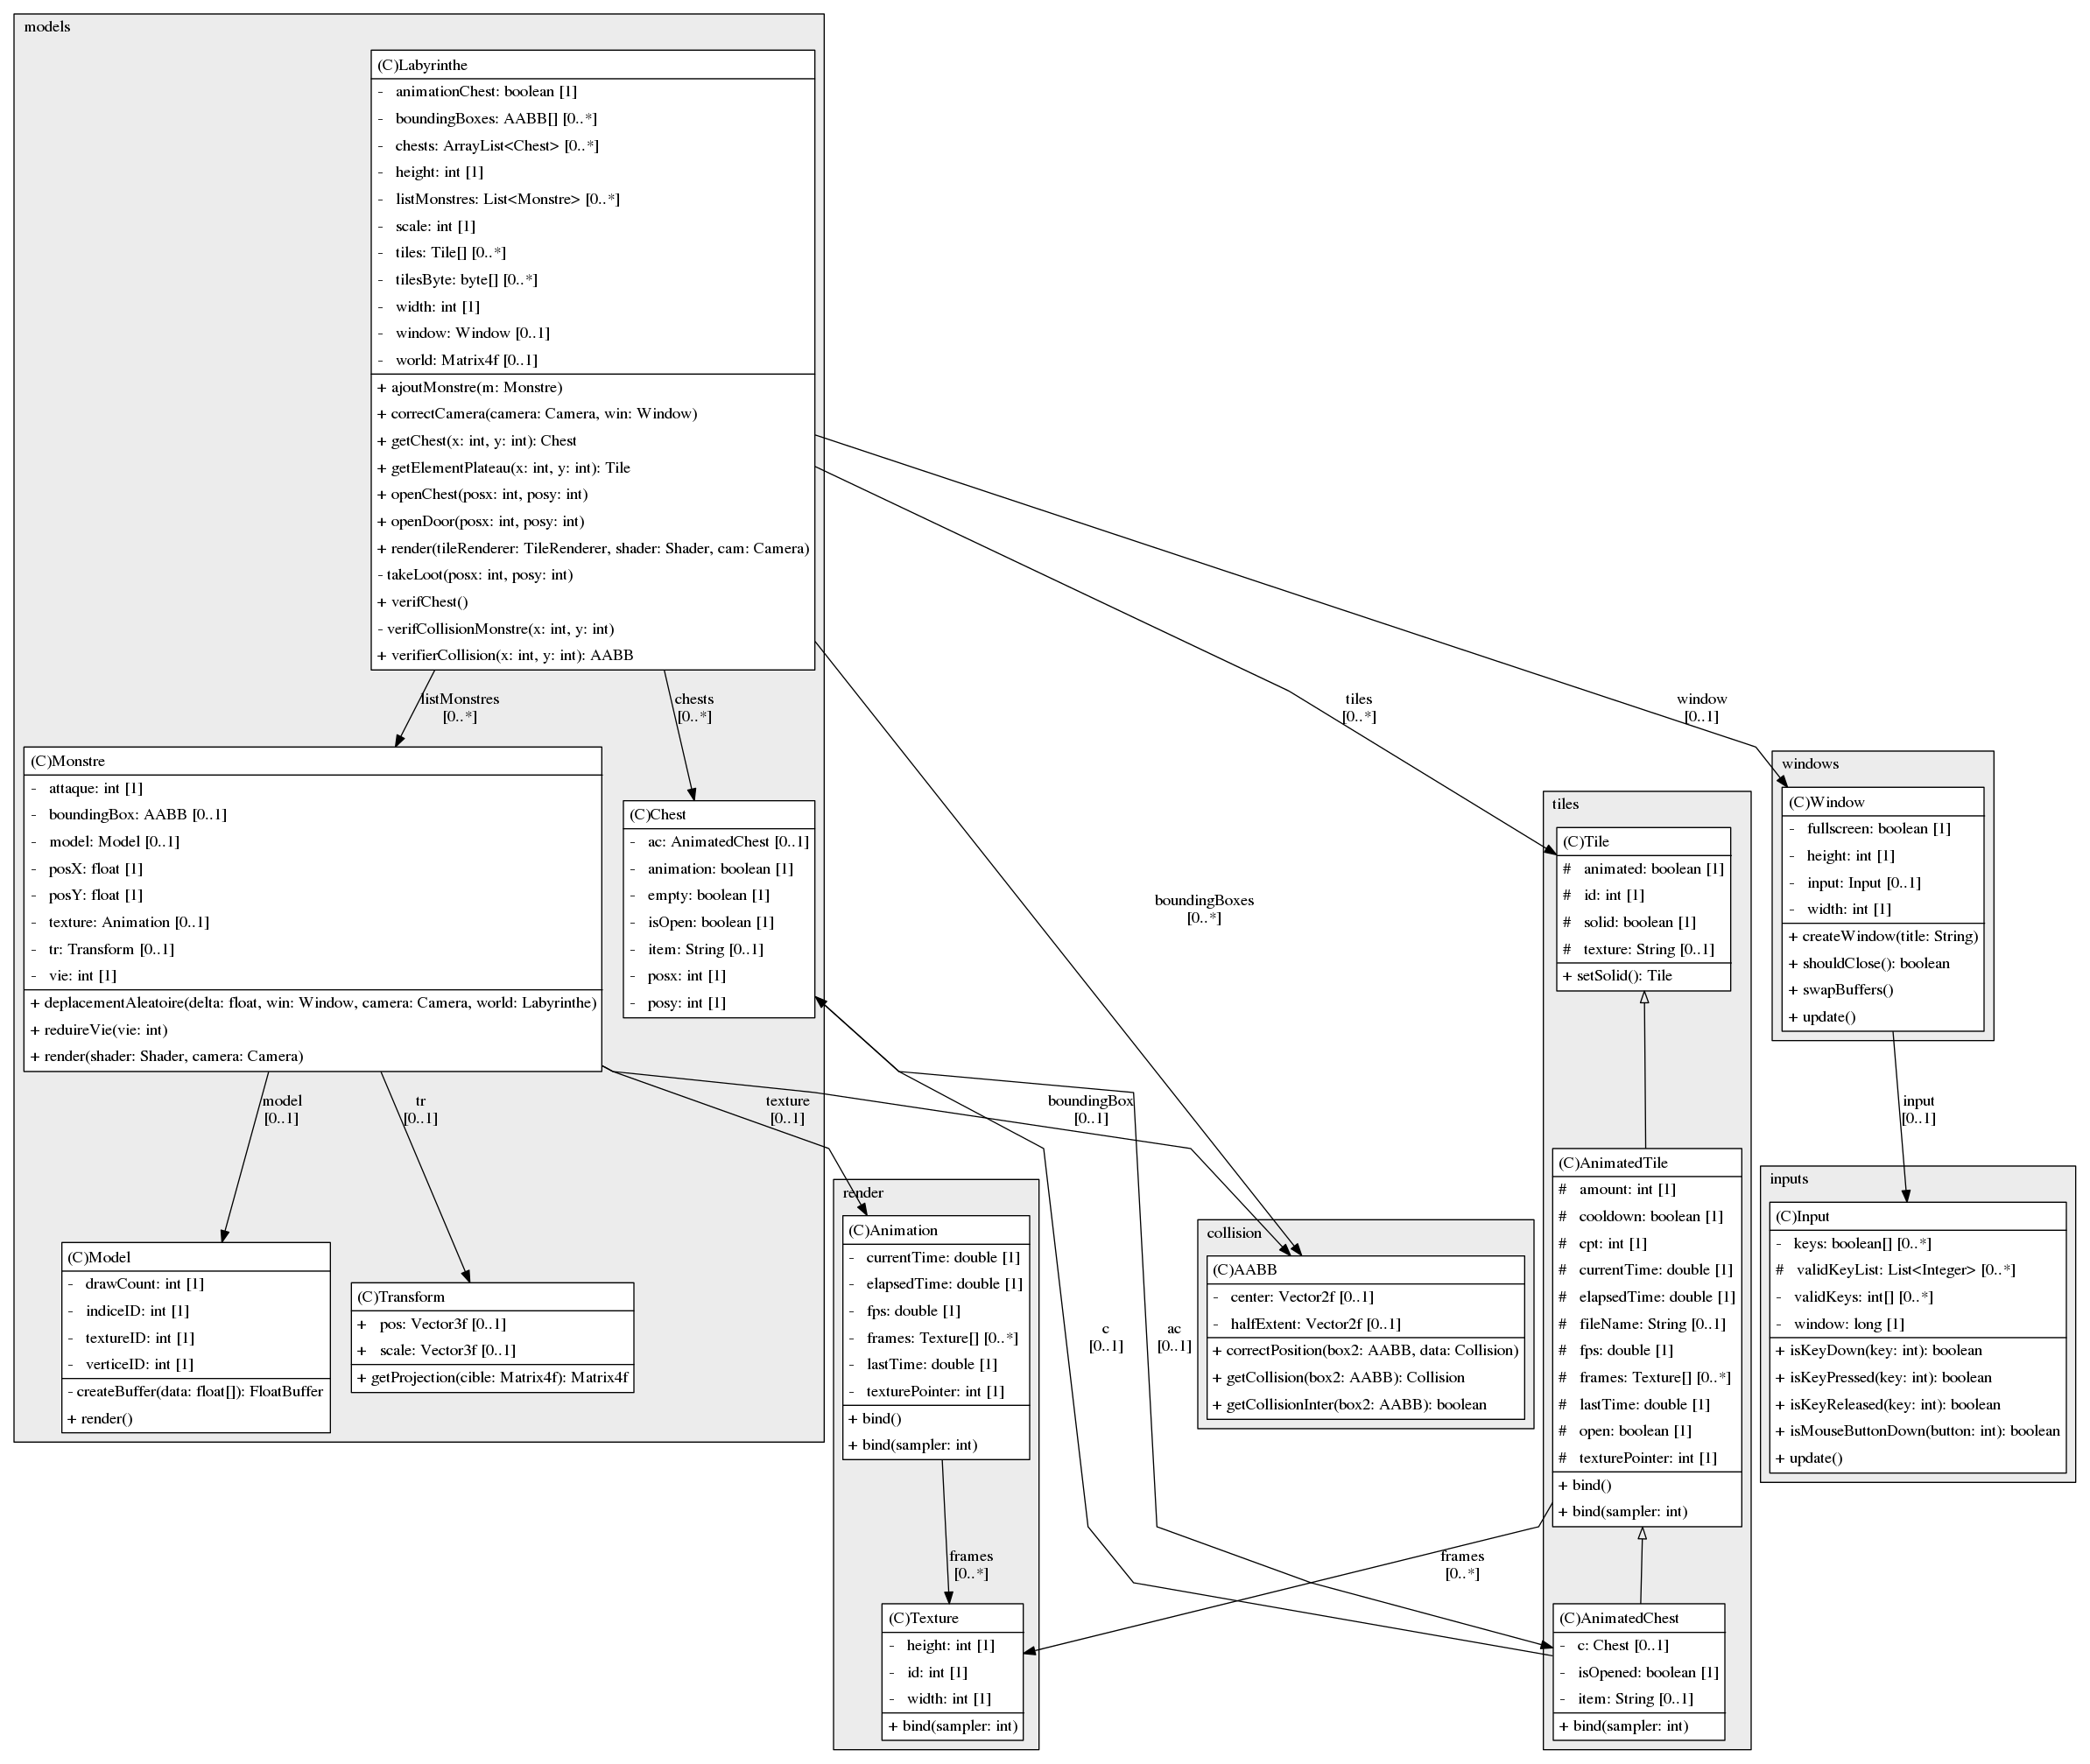 models
(C)Labyrinthe
- animationChest: boolean [1]
- boundingBoxes: AABB[] [0..*]
- chests: ArrayList<Chest> [0..*]
- height: int [1]
- listMonstres: List<Monstre> [0..*]
- scale: int [1]
- tiles: Tile[] [0..*]
- tilesByte: byte[] [0..*]
- width: int [1]
- window: Window [0..1]
- world: Matrix4f [0..1]
+ ajoutMonstre(m: Monstre)
+ correctCamera(camera: Camera, win: Window)
+ getChest(x: int, y: int): Chest
+ getElementPlateau(x: int, y: int): Tile
+ openChest(posx: int, posy: int)
+ openDoor(posx: int, posy: int)
+ render(tileRenderer: TileRenderer, shader: Shader, cam: Camera)
- takeLoot(posx: int, posy: int)
+ verifChest()
- verifCollisionMonstre(x: int, y: int)
+ verifierCollision(x: int, y: int): AABB
listMonstres
[0..*]
chests
[0..*]
tiles
[0..*]
window
[0..1]
(C)Monstre
- attaque: int [1]
- boundingBox: AABB [0..1]
- model: Model [0..1]
- posX: float [1]
- posY: float [1]
- texture: Animation [0..1]
- tr: Transform [0..1]
- vie: int [1]
+ deplacementAleatoire(delta: float, win: Window, camera: Camera, world: Labyrinthe)
+ reduireVie(vie: int)
+ render(shader: Shader, camera: Camera)
(C)Chest
- ac: AnimatedChest [0..1]
- animation: boolean [1]
- empty: boolean [1]
- isOpen: boolean [1]
- item: String [0..1]
- posx: int [1]
- posy: int [1]
boundingBoxes
[0..*]
tiles
(C)Tile
# animated: boolean [1]
# id: int [1]
# solid: boolean [1]
# texture: String [0..1]
+ setSolid(): Tile
windows
(C)Window
- fullscreen: boolean [1]
- height: int [1]
- input: Input [0..1]
- width: int [1]
+ createWindow(title: String)
+ shouldClose(): boolean
+ swapBuffers()
+ update()
model
[0..1]
tr
[0..1]
texture
[0..1]
boundingBox
[0..1]
input
[0..1]
(C)Model
- drawCount: int [1]
- indiceID: int [1]
- textureID: int [1]
- verticeID: int [1]
- createBuffer(data: float[]): FloatBuffer
+ render()
(C)Transform
+ pos: Vector3f [0..1]
+ scale: Vector3f [0..1]
+ getProjection(cible: Matrix4f): Matrix4f
render
(C)Animation
- currentTime: double [1]
- elapsedTime: double [1]
- fps: double [1]
- frames: Texture[] [0..*]
- lastTime: double [1]
- texturePointer: int [1]
+ bind()
+ bind(sampler: int)
c
[0..1]
ac
[0..1]
collision
(C)AABB
- center: Vector2f [0..1]
- halfExtent: Vector2f [0..1]
+ correctPosition(box2: AABB, data: Collision)
+ getCollision(box2: AABB): Collision
+ getCollisionInter(box2: AABB): boolean
(C)AnimatedTile
# amount: int [1]
# cooldown: boolean [1]
# cpt: int [1]
# currentTime: double [1]
# elapsedTime: double [1]
# fileName: String [0..1]
# fps: double [1]
# frames: Texture[] [0..*]
# lastTime: double [1]
# open: boolean [1]
# texturePointer: int [1]
+ bind()
+ bind(sampler: int)
inputs
(C)Input
- keys: boolean[] [0..*]
# validKeyList: List<Integer> [0..*]
- validKeys: int[] [0..*]
- window: long [1]
+ isKeyDown(key: int): boolean
+ isKeyPressed(key: int): boolean
+ isKeyReleased(key: int): boolean
+ isMouseButtonDown(button: int): boolean
+ update()
frames
[0..*]
frames
[0..*]
(C)Texture
- height: int [1]
- id: int [1]
- width: int [1]
+ bind(sampler: int)
(C)AnimatedChest
- c: Chest [0..1]
- isOpened: boolean [1]
- item: String [0..1]
+ bind(sampler: int)